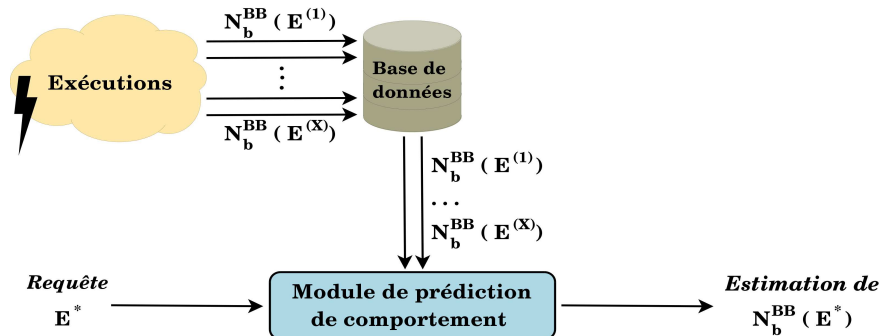 N_b^BB ( E^(1) )
Exécutions
⋮
Base de
données
N_b^BB ( E^(X) )
N_b^BB ( E^(1) )
. . .
N_b^BB ( E^(X) )
Requête
E*
Module de prédiction
de comportement
Estimation de
N_b^BB ( E* )